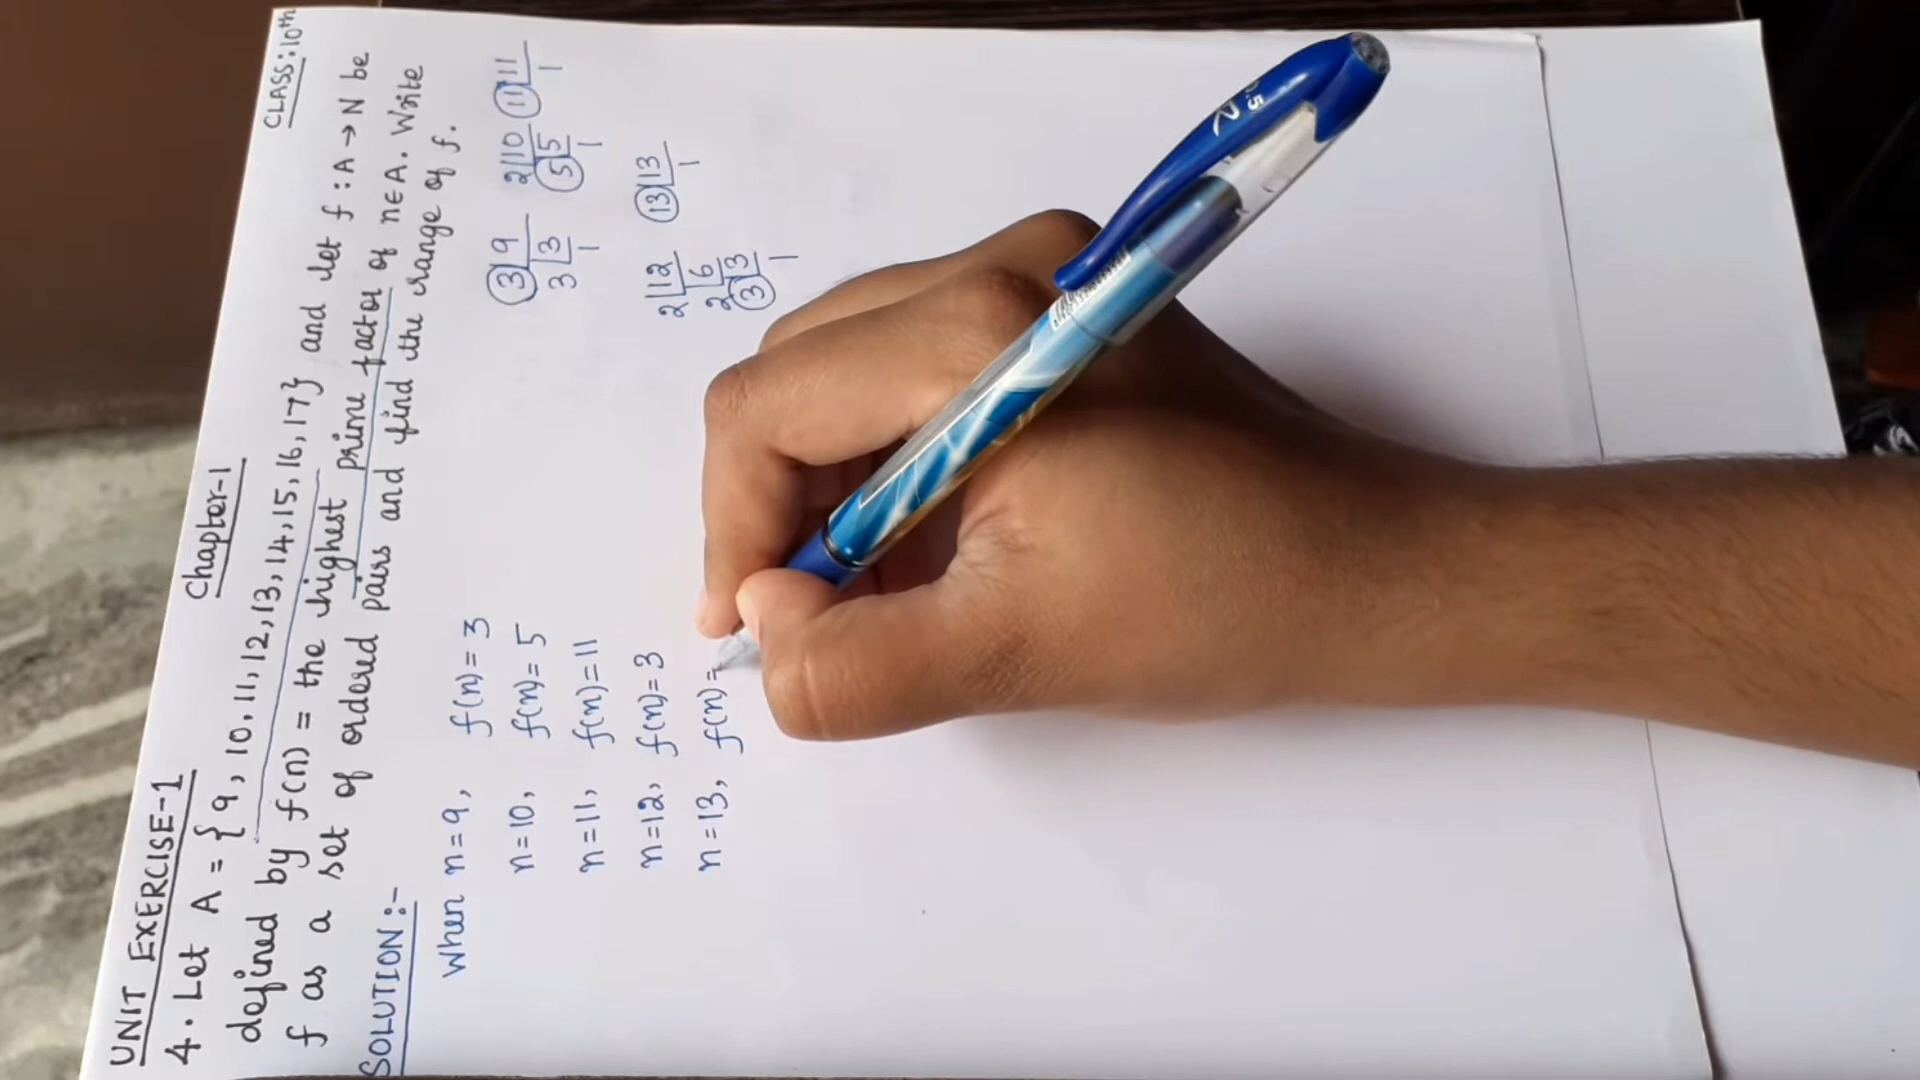 CLASS: 10th
Chapter-1
UNIT EXERCISE-1
4. Let A = { 9, 10, 11, 12, 13, 14, 15, 16, 17} and let f : A → N be
defined by f(n) = the highest prime factor of n ∈ A. Write
f as a set of ordered pairs and find the range of f.
SOLUTION:-
When n=9, f(n)= 3
n=10, f(n)= 5
n=11, f(n)=11
n=12, f(n)=3
n=13, f(n)=
3 9 2 10 11 11
3 3 5 5 1
1 1
2 12 13 13
2 6 1
3 3
1
0.5